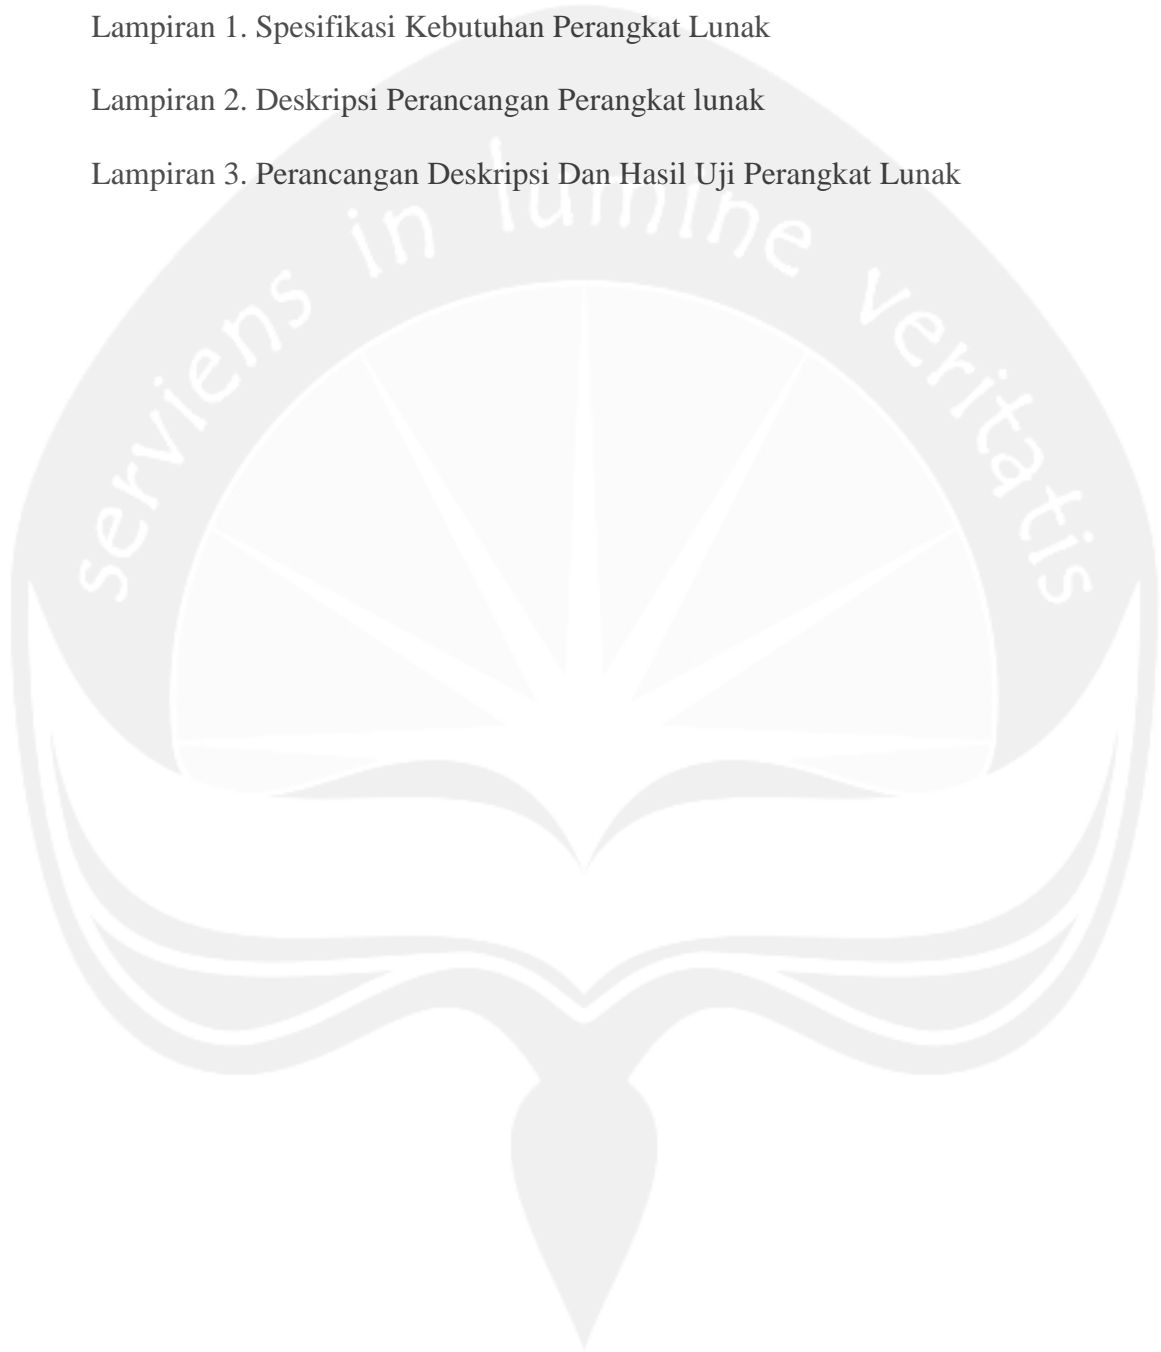 Lampiran 1. Spesifikasi Kebutuhan Perangkat Lunak
Lampiran 2. Deskripsi Perancangan Perangkat lunak
Lampiran 3. Perancangan Deskripsi Dan Hasil Uji Perangkat Lunak
serviens in lumine veritatis